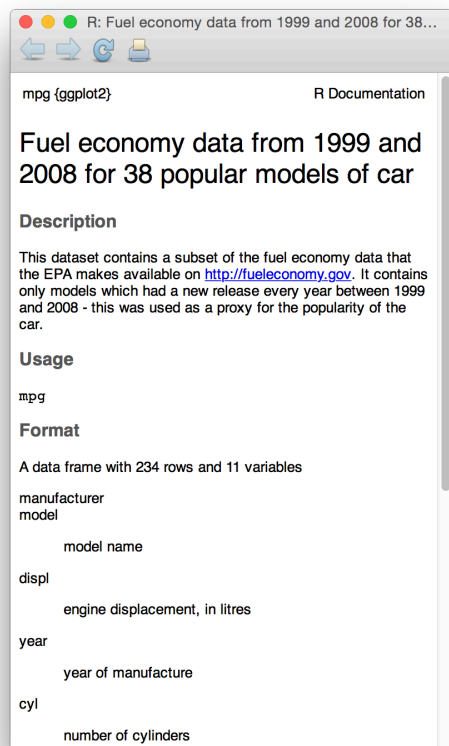 R: Fuel economy data from 1999 and 2008 for 38...
mpg {ggplot2} R Documentation
Fuel economy data from 1999 and
2008 for 38 popular models of car
Description
This dataset contains a subset of the fuel economy data that
the EPA makes available on http://fueleconomy.gov. It contains
only models which had a new release every year between 1999
and 2008 - this was used as a proxy for the popularity of the
car.
Usage
mpg
Format
A data frame with 234 rows and 11 variables
manufacturer
model
model name
displ
engine displacement, in litres
year
year of manufacture
cyl
number of cylinders